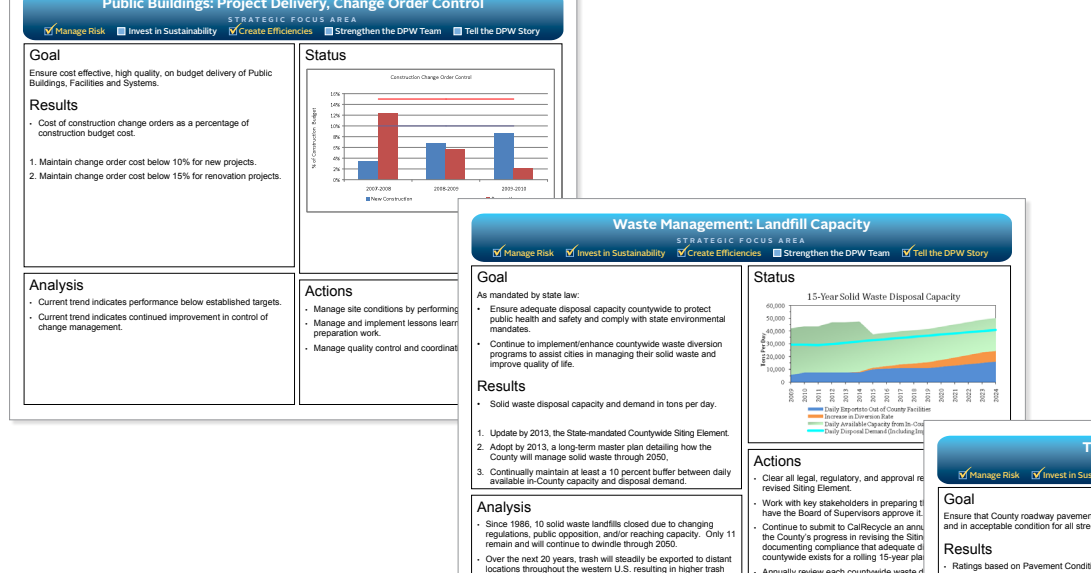 Public Buildings: Project Delivery, Change Order Control
STRATEGIC FOCUS AREA
Manage Risk Invest in Sustainability Create Efficiencies Strengthen the DPW Team Tell the DPW Story
Goal
Ensure cost effective, high quality, on budget delivery of Public
Buildings, Facilities and Systems.
Results
• Cost of construction change orders as a percentage of
construction budget cost.
1. Maintain change order cost below 10% for new projects.
2. Maintain change order cost below 15% for renovation projects.
Status
Construction Change Order Control
% of Construction Budget
16%
14%
12%
10%
8%
6%
4%
2%
0%
2007-2008 2008-2009 2009-2010
New Construction
Analysis
• Current trend indicates performance below established targets.
• Current trend indicates continued improvement in control of
change management.
Actions
• Manage site conditions by performing
• Manage and implement lessons
preparation work.
• Manage quality control and
Waste Management: Landfill Capacity
STRATEGIC FOCUS AREA
Manage Risk Invest in Sustainability Create Efficiencies Strengthen the DPW Team Tell the DPW Story
Goal
As mandated by state law:
• Ensure adequate disposal capacity countywide to protect
public health and safety and comply with state environmental
mandates.
• Continue to implement/enhance countywide waste diversion
programs to assist cities in managing their solid waste and
improve quality of life.
Results
• Solid waste disposal capacity and demand in tons per day.
1. Update by 2013, the State-mandated Countywide Siting Element.
2. Adopt by 2013, a long-term master plan detailing how the
County will manage solid waste through 2050,
3. Continually maintain at least a 10 percent buffer between daily
available in-County capacity and disposal demand.
Status
15-Year Solid Waste Disposal Capacity
Tons Per Day
60,000
50,000
40,000
30,000
20,000
10,000
0
2009 2010 2011 2012 2013 2014 2015 2016 2017 2018 2019 2020 2021 2022 2023 2024
Daily Exports to Out of County Facilities
Increase in Diversion Rate
Daily Available Capacity from
Daily Disposal Demand (Including
Analysis
• Since 1986, 10 solid waste landfills closed due to changing
regulations, public opposition, and/or reaching capacity. Only 11
remain and will continue to dwindle through 2050.
• Over the next 20 years, trash will steadily be exported to distant
locations throughout the western U.S. resulting in higher trash
Actions
• Clear all legal, regulatory, and approval
revised Siting Element.
• Work with key stakeholders in preparing
have the Board of Supervisors approve it.
• Continue to submit to CalRecycle an
the County's progress in revising the
documenting compliance that adequate
countywide exists for a rolling 15-year
• Annually review each countywide waste
Manage Risk Invest in
Goal
Ensure that County roadway
and in acceptable condition for all
Results
• Ratings based on Pavement